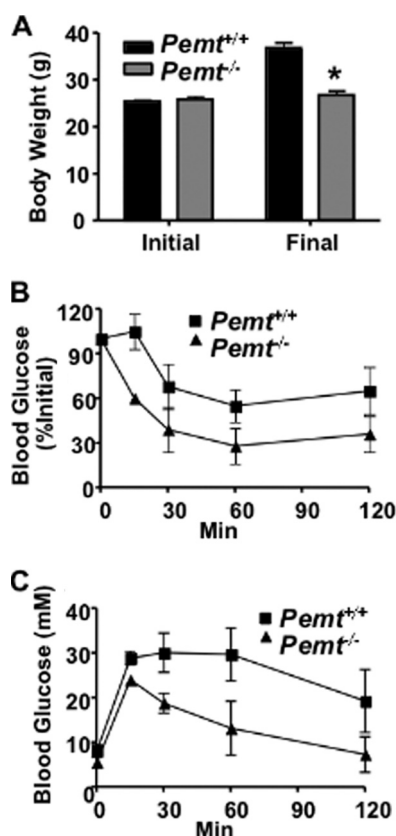 A
Body Weight (g)
40
30
20
10
0
Pemt+/+
Pemt-/-
*
Initial Final
B
Blood Glucose
(%Initial)
120
90
60
30
0
Pemt+/+
Pemt-/-
0 30 60 90 120
Min
C
Blood Glucose (mM)
40
30
20
10
0
Pemt+/+
Pemt-/-
0 30 60 90 120
Min